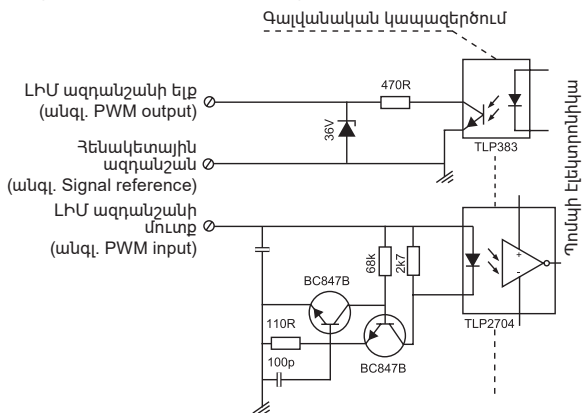 Գալվանական կապազերծում
ԼԻՄ ազդանշանի ելք
(անգլ. PWM output)
470R
36V
TLP383
Հենակետային
ազդանշան
(անգլ. Signal reference)
ԼԻՄ ազդանշանի
մուտք
(անգլ. PWM input)
Պոմպի էլեկտրոնիկա
68k
2k7
+
-
BC847B
TLP2704
110R
BC847B
100p